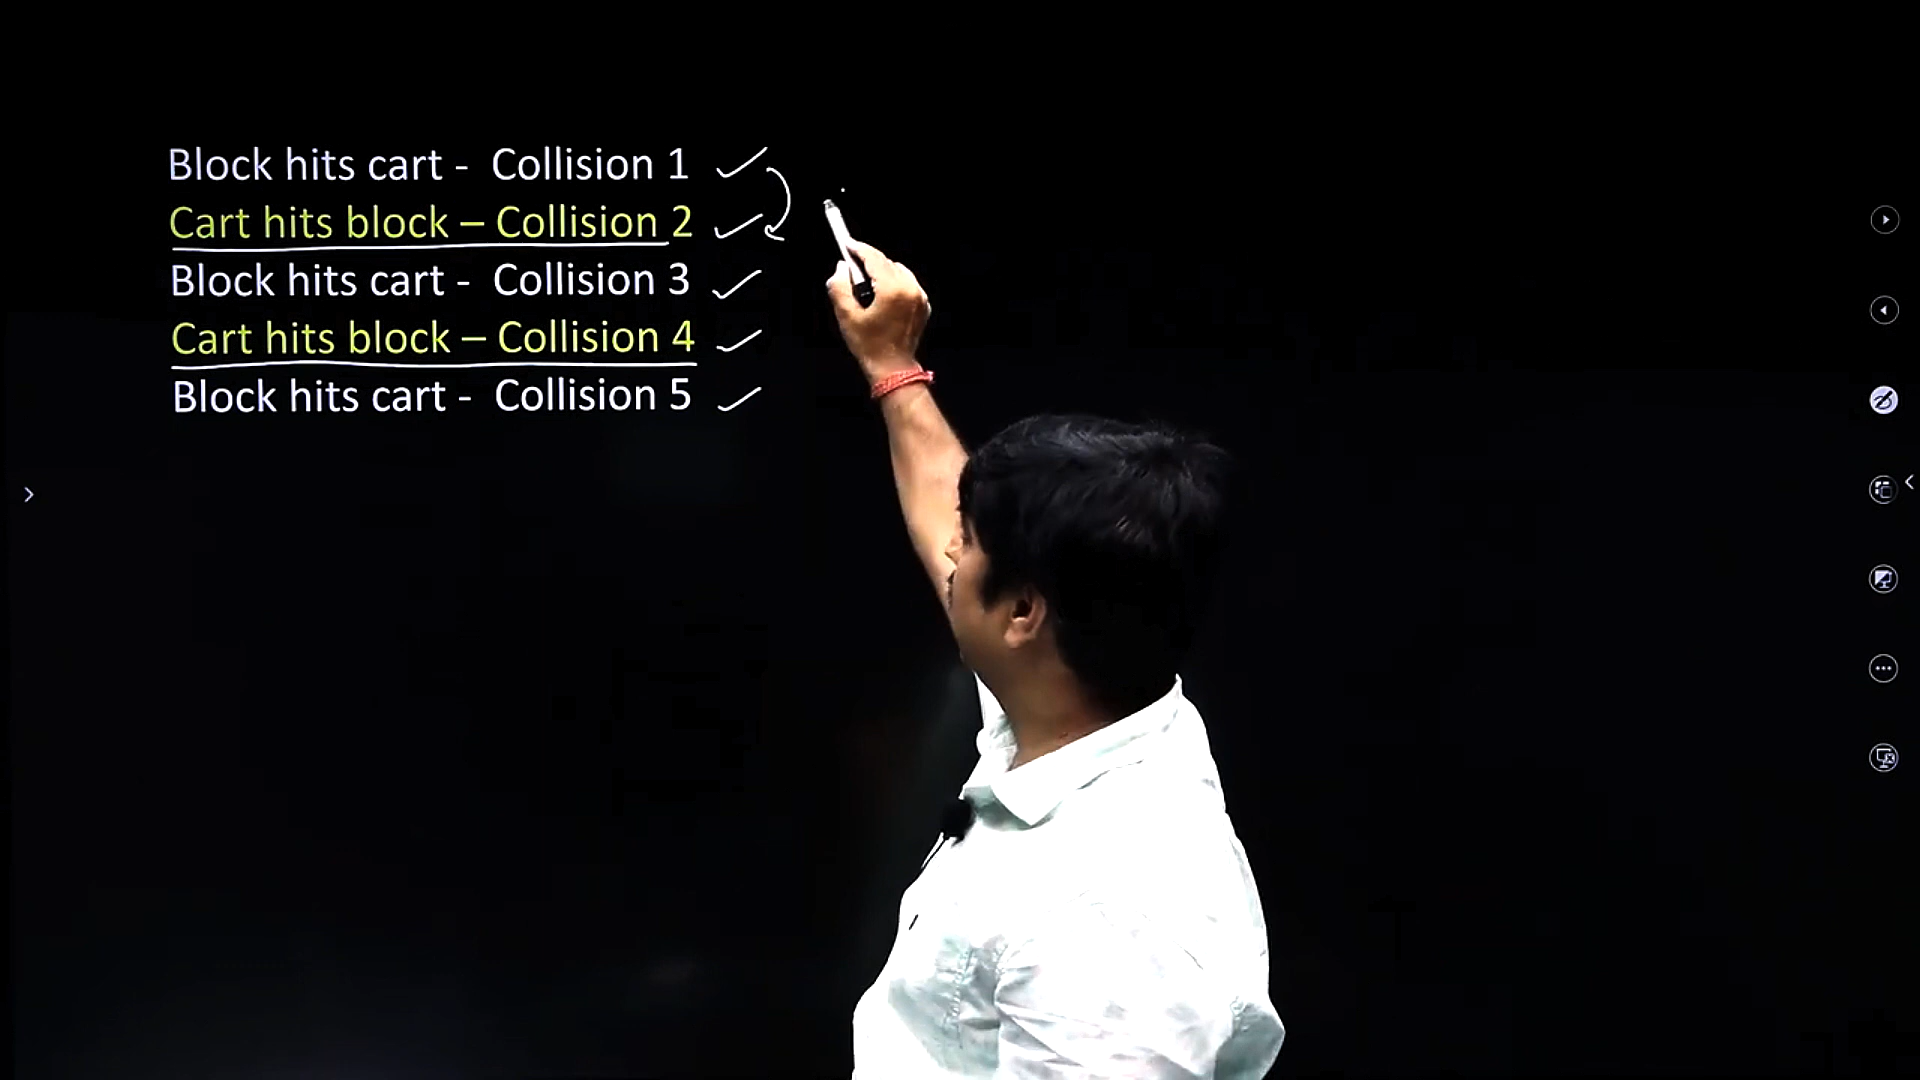 Block hits cart - Collision 1
Cart hits block – Collision 2
Block hits cart - Collision 3
Cart hits block – Collision 4
Block hits cart - Collision 5